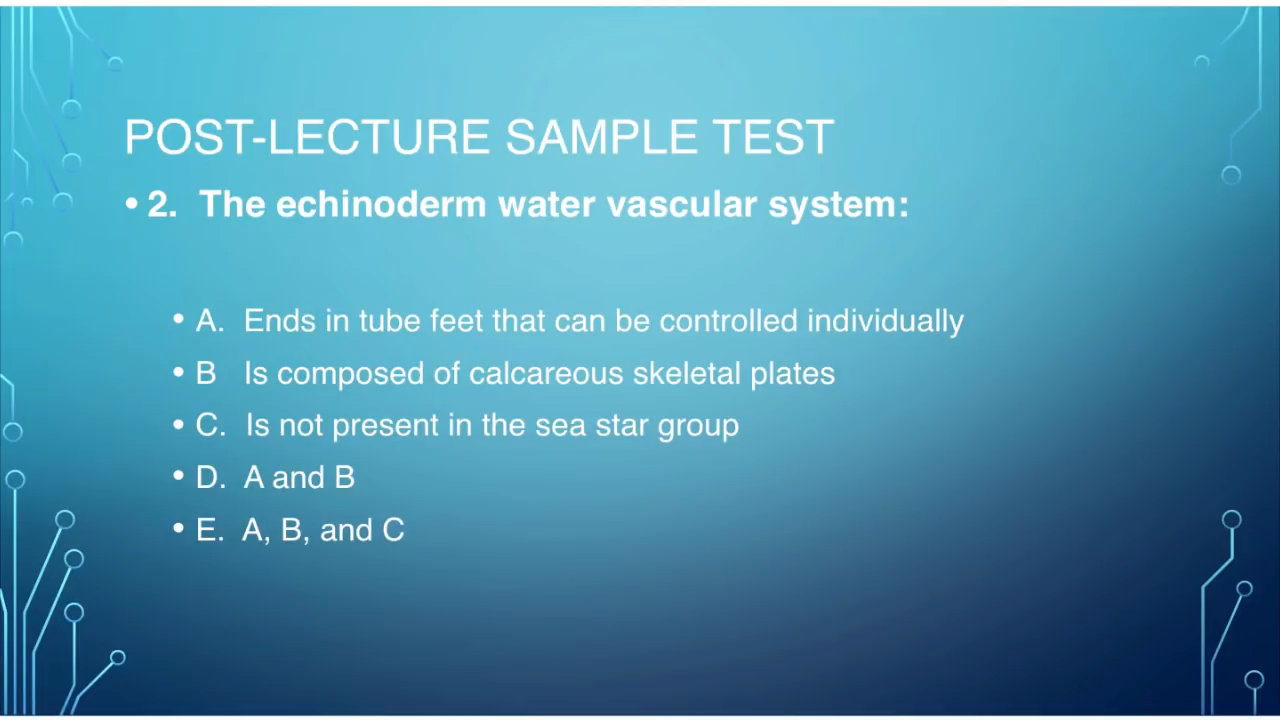 POST-LECTURE SAMPLE TEST
• 2. The echinoderm water vascular system:
• A. Ends in tube feet that can be controlled individually
• B Is composed of calcareous skeletal plates
• C. Is not present in the sea star group
• D. A and B
• E. A, B, and C